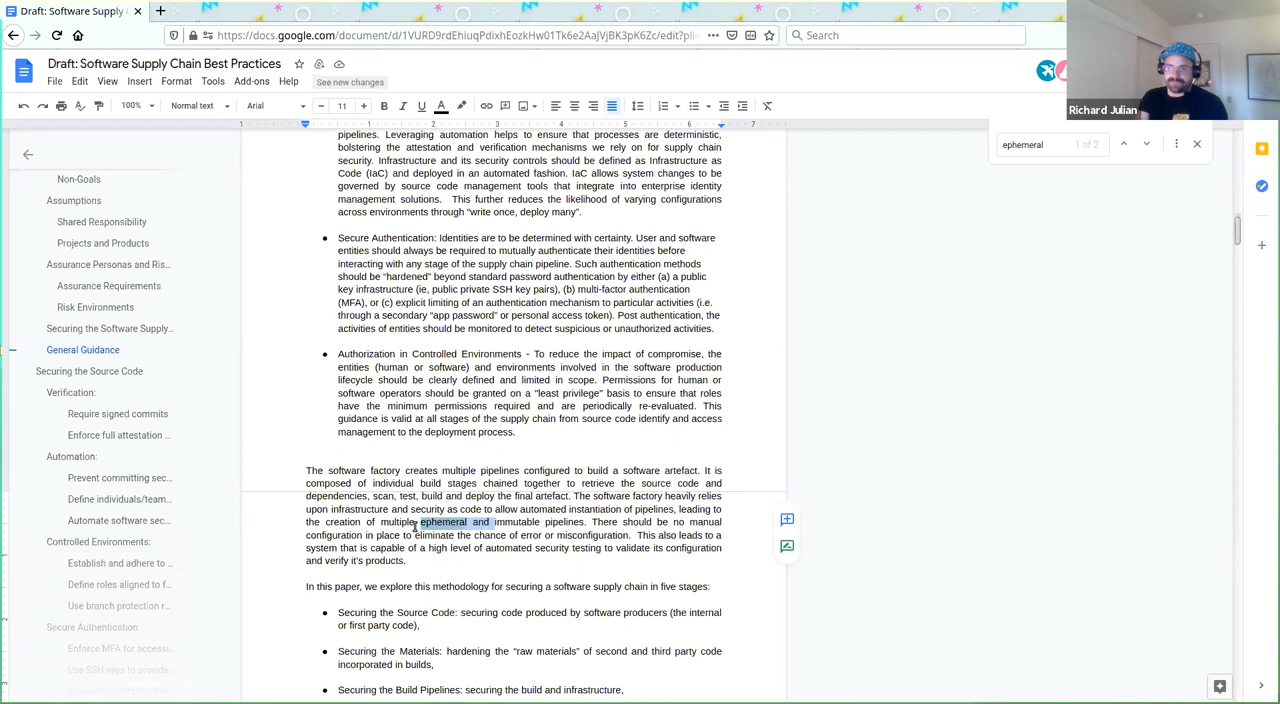 Draft: Software Supply C
https://docs.google.com/document/d/1VURD9rdEhiuqPdixhEozkHw01Tk6e2AaJVjBK3pK6Zc/edit?pli=
Search
Draft: Software Supply Chain Best Practices
File Edit View Insert Format Tools Add-ons Help
See new changes
Richard Julian
100% Normal text Arial 11 B I U A
1 1 2 3 4 5 6 7
ephemeral 1 of 2
Non-Goals
Assumptions
Shared Responsibility
Projects and Products
Assurance Personas and Ris...
Assurance Requirements
Risk Environments
Securing the Software Supply...
General Guidance
Securing the Source Code
Verification:
Require signed commits
Enforce full attestation ...
Automation:
Prevent committing sec...
Define individuals/team...
Automate software sec...
Controlled Environments:
Establish and adhere to ...
Define roles aligned to f...
Use branch protection r...
Secure Authentication
Enforce MFA for accessi...
Use SSH keys to provide...
pipelines. Leveraging automation helps to ensure that processes are deterministic,
bolstering the attestation and verification mechanisms we rely on for supply chain
security. Infrastructure and its security controls should be defined as Infrastructure as
Code (IaC) and deployed in an automated fashion. IaC allows system changes to be
governed by source code management tools that integrate into enterprise identity
management solutions. This further reduces the likelihood of varying configurations
across environments through “write once, deploy many”.
● Secure Authentication: Identities are to be determined with certainty. User and software
entities should always be required to mutually authenticate their identities before
interacting with any stage of the supply chain pipeline. Such authentication methods
should be “hardened” beyond standard password authentication by either (a) a public
key infrastructure (ie, public private SSH key pairs), (b) multi-factor authentication
(MFA), or (c) explicit limiting of an authentication mechanism to particular activities (i.e.
through a secondary “app password” or personal access token). Post authentication, the
activities of entities should be monitored to detect suspicious or unauthorized activities.
● Authorization in Controlled Environments - To reduce the impact of compromise, the
entities (human or software) and environments involved in the software production
lifecycle should be clearly defined and limited in scope. Permissions for human or
software operators should be granted on a "least privilege" basis to ensure that roles
have the minimum permissions required and are periodically re-evaluated. This
guidance is valid at all stages of the supply chain from source code identify and access
management to the deployment process.
The software factory creates multiple pipelines configured to build a software artefact. It is
composed of individual build stages chained together to retrieve the source code and
dependencies, scan, test, build and deploy the final artefact. The software factory heavily relies
upon infrastructure and security as code to allow automated instantiation of pipelines, leading to
the creation of multiple ephemeral and immutable pipelines. There should be no manual
configuration in place to eliminate the chance of error or misconfiguration. This also leads to a
system that is capable of a high level of automated security testing to validate its configuration
and verify it's products.
In this paper, we explore this methodology for securing a software supply chain in five stages:
● Securing the Source Code: securing code produced by software producers (the internal
or first party code),
● Securing the Materials: hardening the “raw materials” of second and third party code
incorporated in builds,
● Securing the Build Pipelines: securing the build and infrastructure,